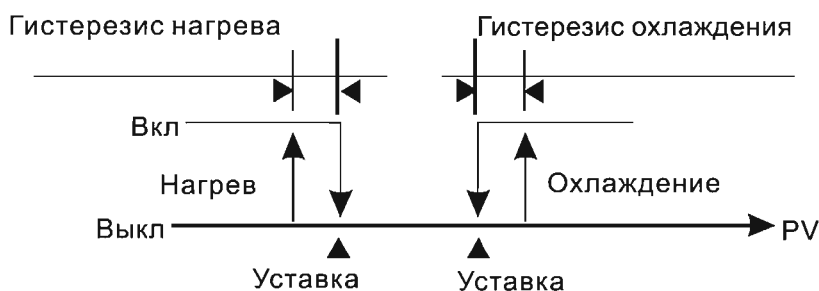 Гистерезис нагрева
Гистерезис охлаждения
Вкл
Нагрев
Охлаждение
Выкл
PV
Уставка
Уставка